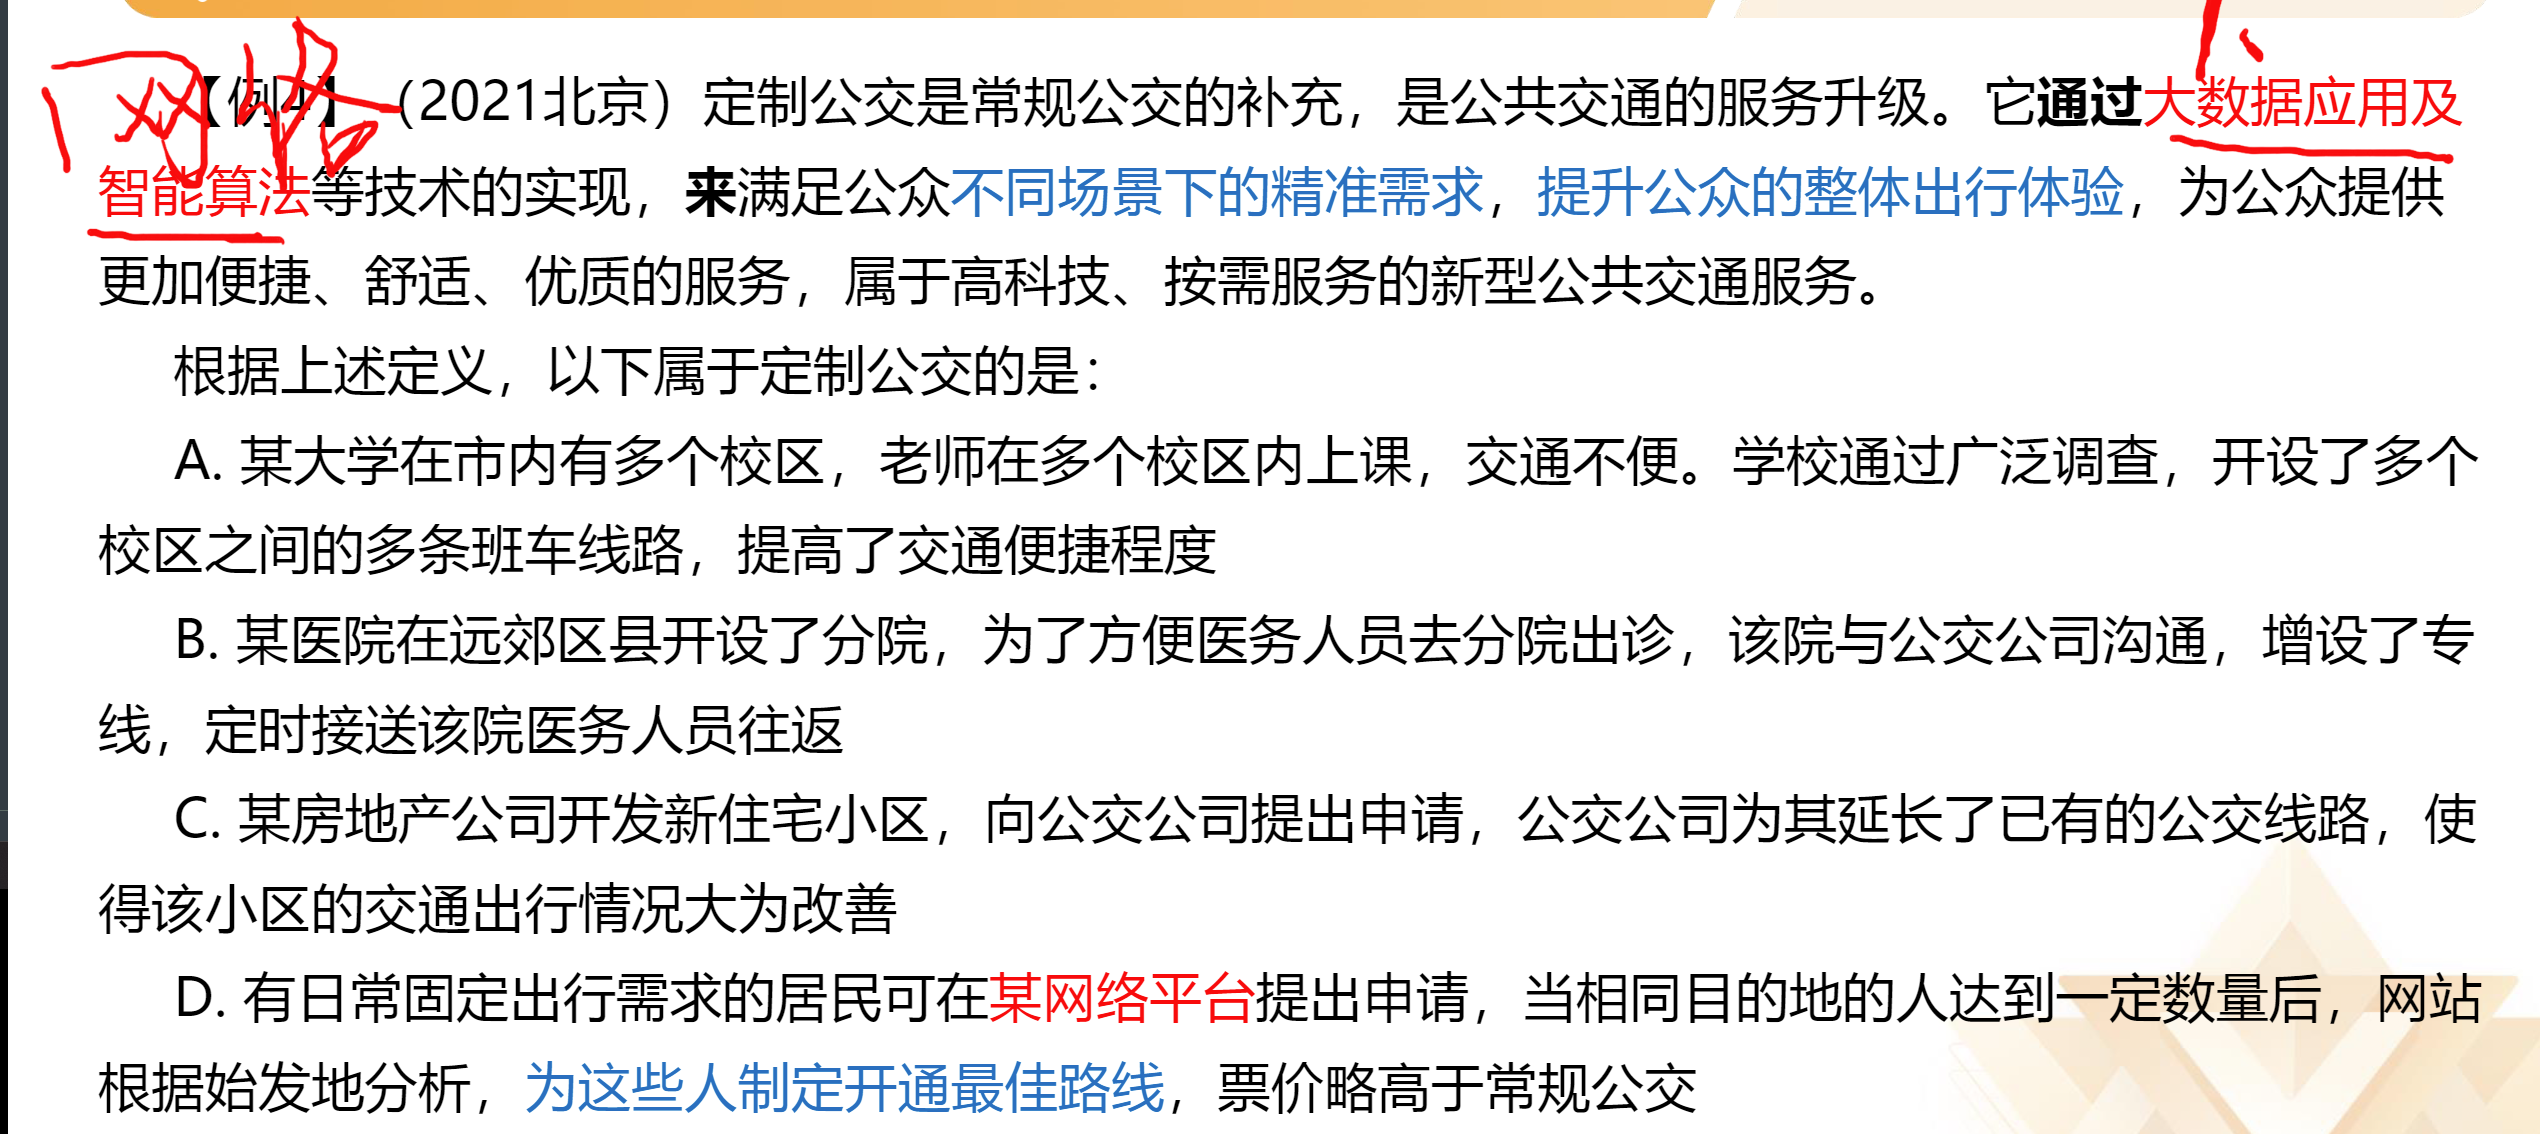 网络
【例4】（2021北京）定制公交是常规公交的补充，是公共交通的服务升级。它通过大数据应用及
智能算法等技术的实现，来满足公众不同场景下的精准需求，提升公众的整体出行体验，为公众提供
更加便捷、舒适、优质的服务，属于高科技、按需服务的新型公共交通服务。
根据上述定义，以下属于定制公交的是：
A. 某大学在市内有多个校区，老师在多个校区内上课，交通不便。学校通过广泛调查，开设了多个
校区之间的多条班车线路，提高了交通便捷程度
B. 某医院在远郊区县开设了分院，为了方便医务人员去分院出诊，该院与公交公司沟通，增设了专
线，定时接送该院医务人员往返
C. 某房地产公司开发新住宅小区，向公交公司提出申请，公交公司为其延长了已有的公交线路，使
得该小区的交通出行情况大为改善
D. 有日常固定出行需求的居民可在某网络平台提出申请，当相同目的地的人达到一定数量后，网站
根据始发地分析，为这些人制定开通最佳路线，票价略高于常规公交